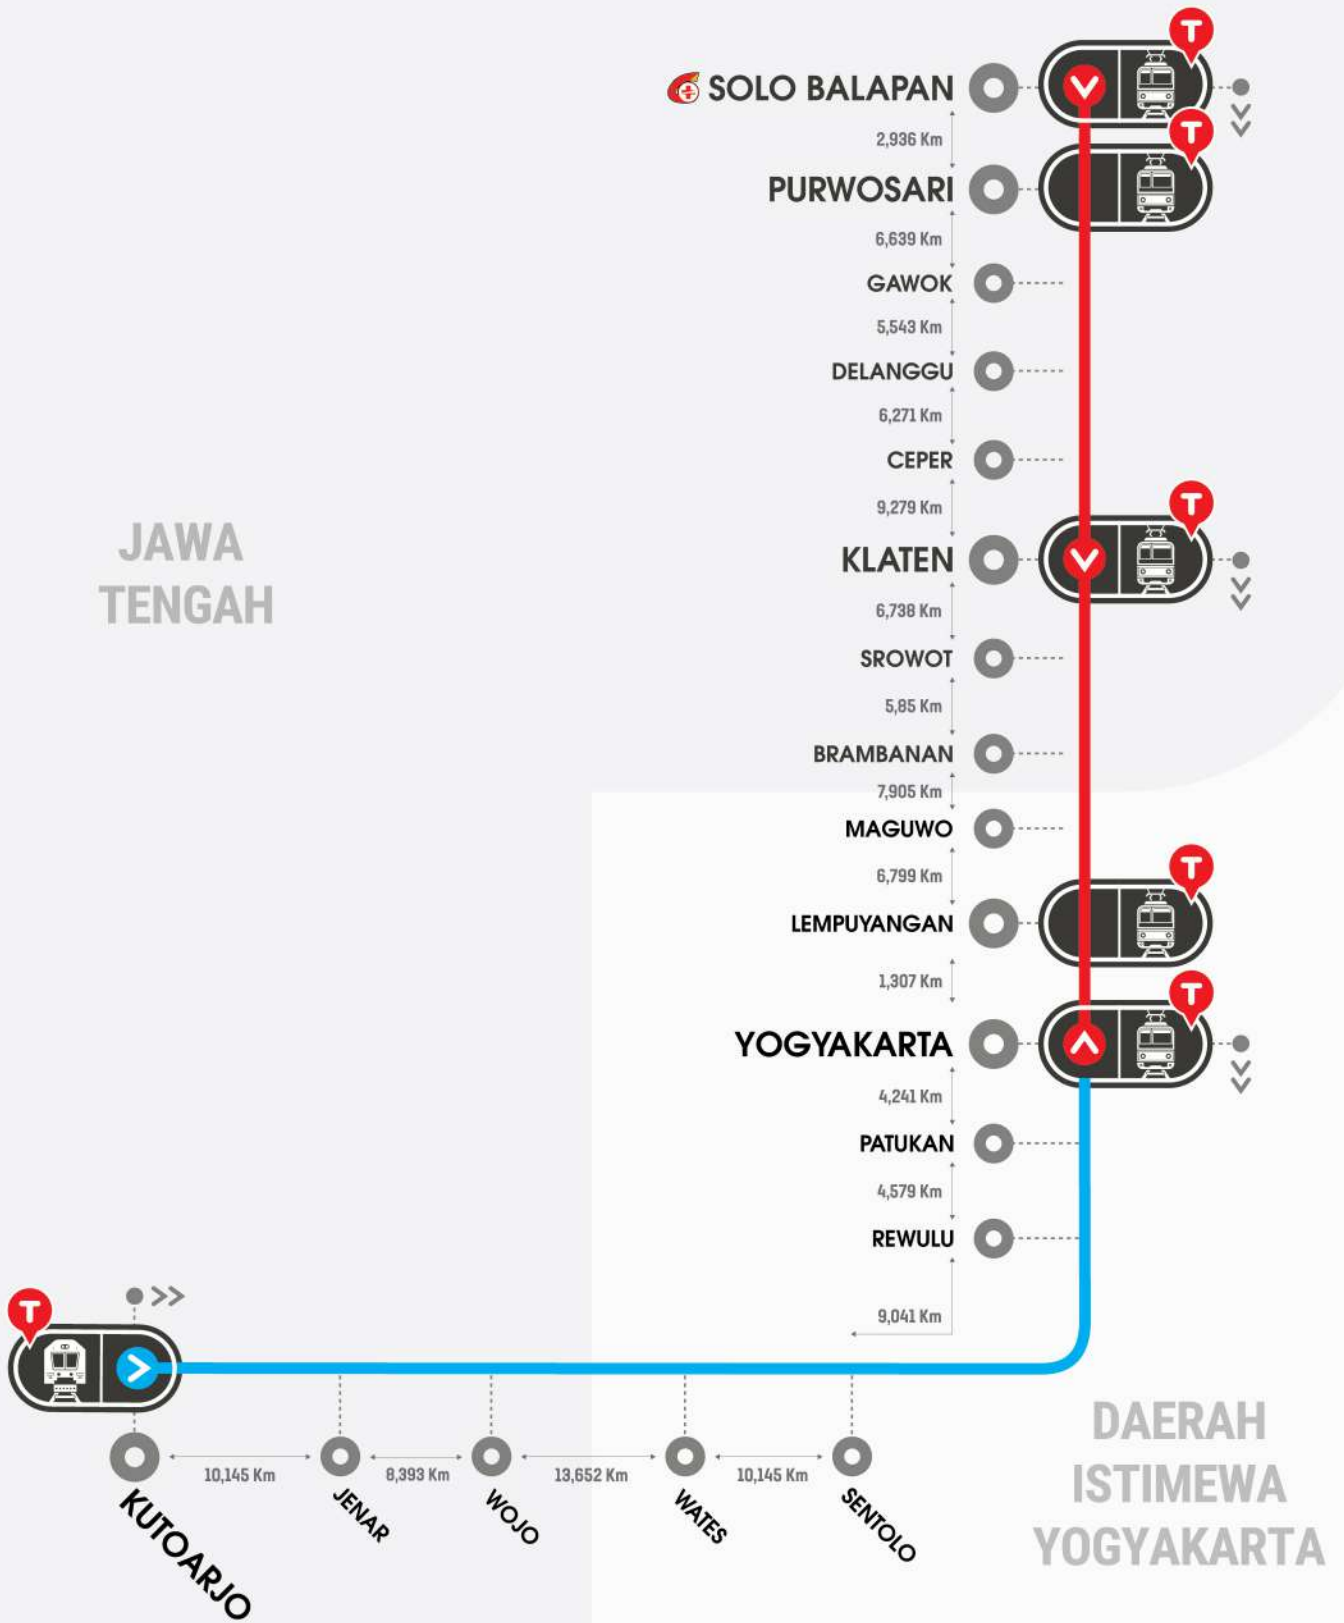 T
SOLO BALAPAN
2,936 Km
T
PURWOSARI
6,639 Km
GAWOK
5,543 Km
DELANGGU
6,271 Km
CEPER
9,279 Km
T
KLATEN
6,738 Km
SROWOT
5,85 Km
BRAMBANAN
7,905 Km
MAGUWO
6,799 Km
T
LEMPUYANGAN
1,307 Km
T
YOGYAKARTA
4,241 Km
PATUKAN
4,579 Km
REWULU
9,041 Km
JAWA
TENGAH
T
KUTOARJO
10,145 Km
JENAR
8,393 Km
WOJO
13,652 Km
WATES
10,145 Km
SENTOLO
DAERAH
ISTIMEWA
YOGYAKARTA